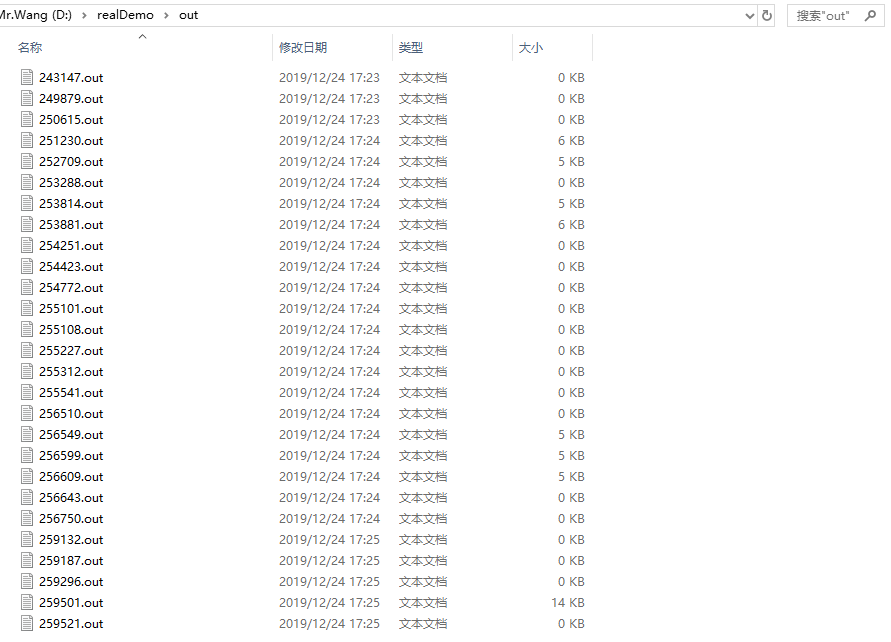 Mr.Wang (D:) > realDemo > out 搜索"out"
名称 修改日期 类型 大小
243147.out 2019/12/24 17:23 文本文档 0 KB
249879.out 2019/12/24 17:23 文本文档 0 KB
250615.out 2019/12/24 17:23 文本文档 0 KB
251230.out 2019/12/24 17:24 文本文档 6 KB
252709.out 2019/12/24 17:24 文本文档 5 KB
253288.out 2019/12/24 17:24 文本文档 0 KB
253814.out 2019/12/24 17:24 文本文档 5 KB
253881.out 2019/12/24 17:24 文本文档 6 KB
254251.out 2019/12/24 17:24 文本文档 0 KB
254423.out 2019/12/24 17:24 文本文档 0 KB
254772.out 2019/12/24 17:24 文本文档 0 KB
255101.out 2019/12/24 17:24 文本文档 0 KB
255108.out 2019/12/24 17:24 文本文档 0 KB
255227.out 2019/12/24 17:24 文本文档 0 KB
255312.out 2019/12/24 17:24 文本文档 0 KB
255541.out 2019/12/24 17:24 文本文档 0 KB
256510.out 2019/12/24 17:24 文本文档 0 KB
256549.out 2019/12/24 17:24 文本文档 5 KB
256599.out 2019/12/24 17:24 文本文档 5 KB
256609.out 2019/12/24 17:24 文本文档 5 KB
256643.out 2019/12/24 17:24 文本文档 0 KB
256750.out 2019/12/24 17:24 文本文档 0 KB
259132.out 2019/12/24 17:25 文本文档 0 KB
259187.out 2019/12/24 17:25 文本文档 0 KB
259296.out 2019/12/24 17:25 文本文档 0 KB
259501.out 2019/12/24 17:25 文本文档 14 KB
259521.out 2019/12/24 17:25 文本文档 0 KB